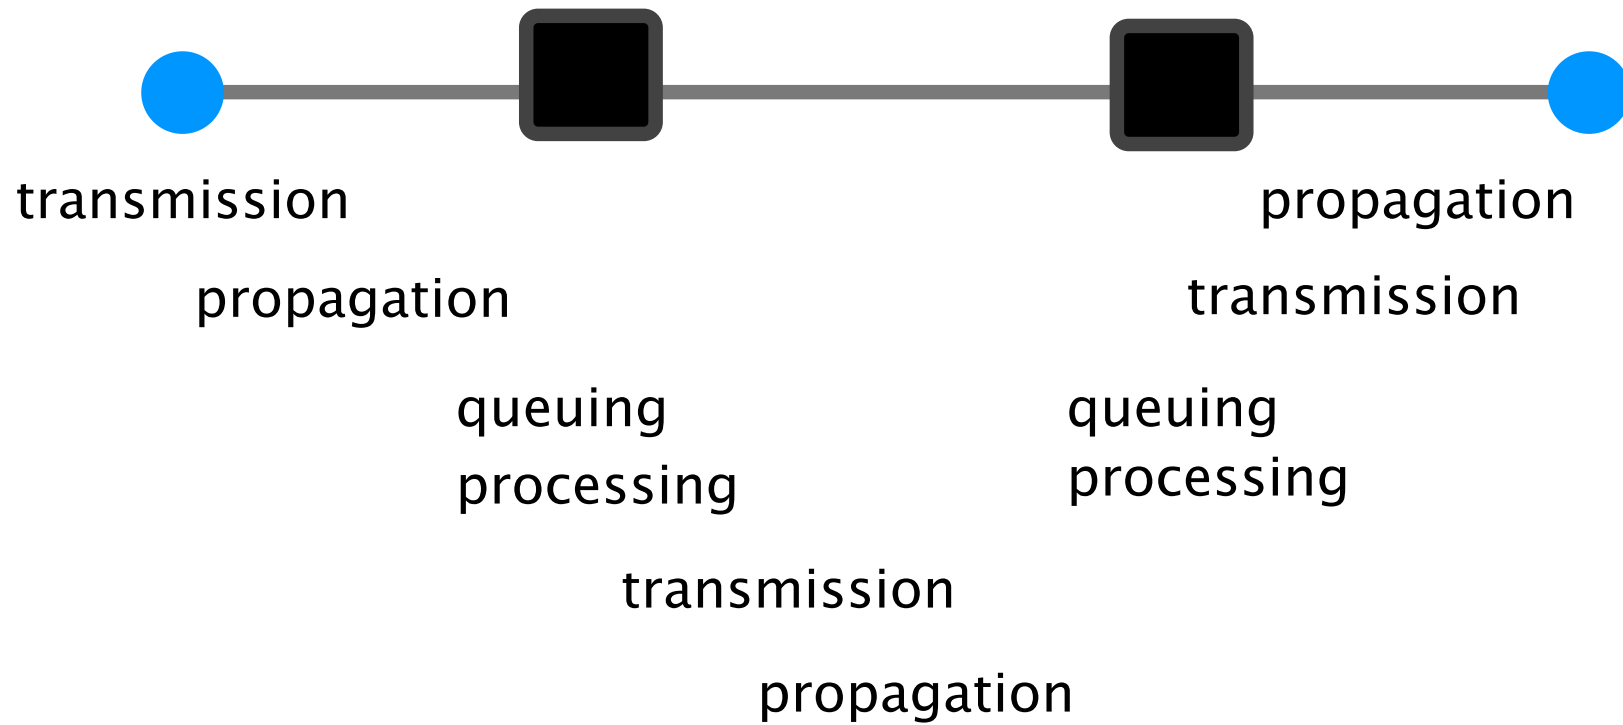 transmission
propagation
propagation
transmission
queuing
processing
queuing
processing
transmission
propagation